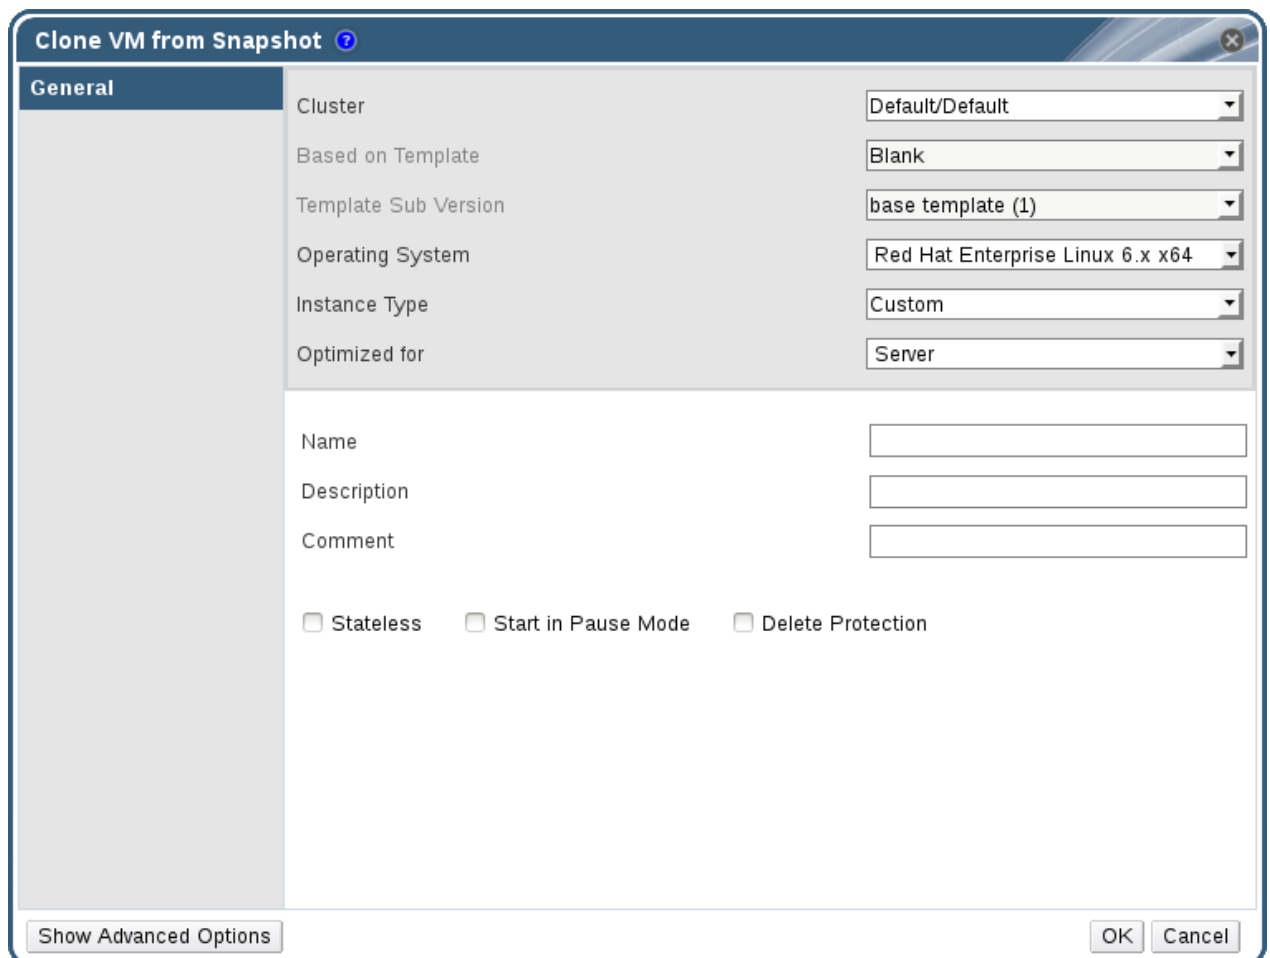 Clone VM from Snapshot ?
General
Cluster Default/Default
Based on Template Blank
Template Sub Version base template (1)
Operating System Red Hat Enterprise Linux 6.x x64
Instance Type Custom
Optimized for Server
Name
Description
Comment
Stateless Start in Pause Mode Delete Protection
Show Advanced Options OK Cancel